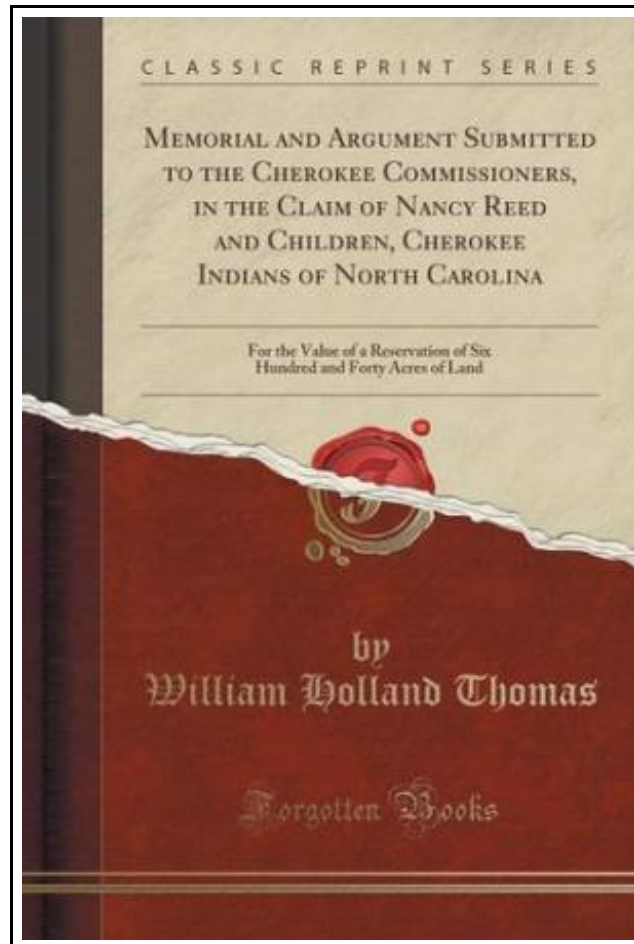 CLASSIC REPRINT SERIES
MEMORIAL AND ARGUMENT SUBMITTED
TO THE CHEROKEE COMMISSIONERS,
IN THE CLAIM OF NANCY REED
AND CHILDREN, CHEROKEE
INDIANS OF NORTH CAROLINA
For the Value of a Reservation of Six
Hundred and Forty Acres of Land
by
William Holland Thomas
Forgotten Books